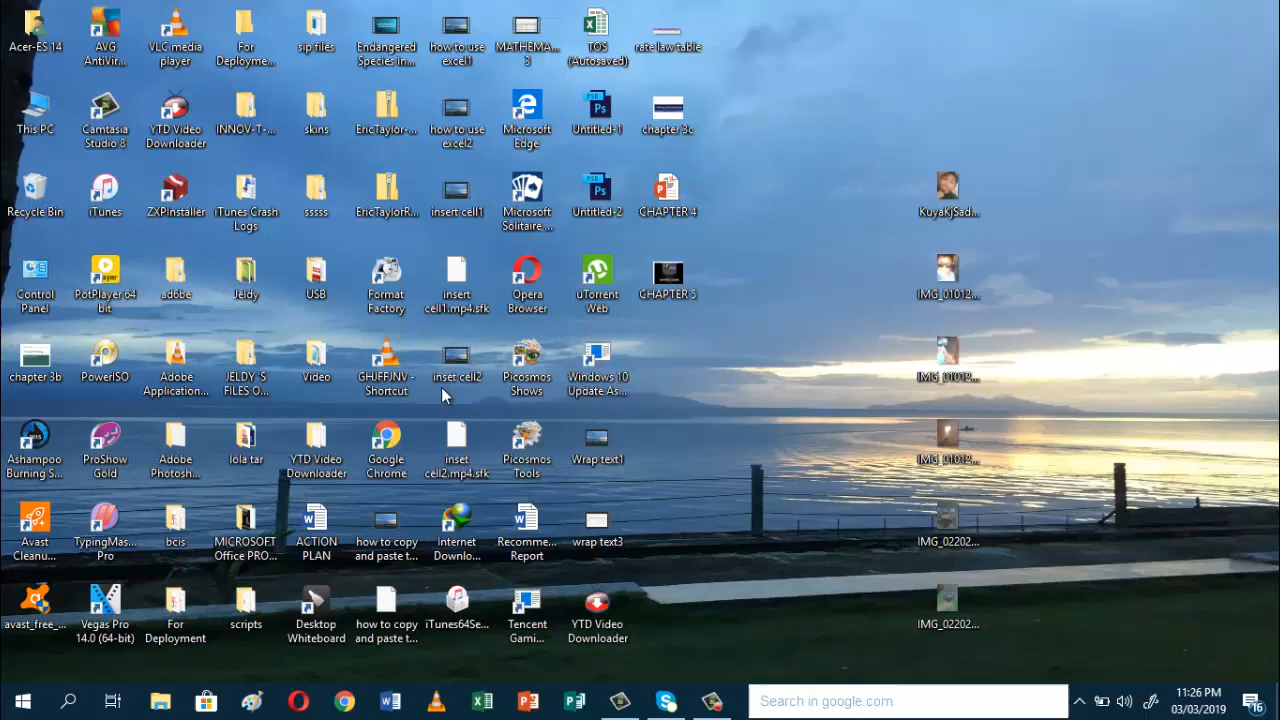 Acer-ES 14
AVG
AntiVir...
VLC media
player
For
Deployme...
sip files
Endangered
Species in...
how to use
excel1
MATHEMA...
3
TOS
(Autosaved)
rate law table
This PC
Camtasia
Studio 8
YTD Video
Downloader
INNOV-T-...
skins
EricTaylor-...
how to use
excel2
Microsoft
Edge
Untitled-1
chapter 3c
Recycle Bin
iTunes
ZXPInstaller
iTunes Crash
Logs
sssss
EricTaylorR...
insert cell1
Microsoft
Solitaire ...
Untitled-2
CHAPTER 4
KuyaKJSad...
Control
Panel
PotPlayer 64
bit
ad6be
Jeldy
USB
Format
Factory
insert
cell1.mp4.sfk
Opera
Browser
uTorrent
Web
CHAPTER 5
IMG_01012...
chapter 3b
PowerISO
Adobe
Application...
JELDY 'S
FILES O...
Video
GHJFFJNV -
Shortcut
inset cell2
Picosmos
Shows
Windows 10
Update As...
IMG_01012...
Ashampoo
Burning S...
ProShow
Gold
Adobe
Photosh...
lola tar
YTD Video
Downloader
Google
Chrome
inset
cell2.mp4.sfk
Picosmos
Tools
Wrap text1
IMG_01012...
Avast
Cleanu...
TypingMas...
Pro
bcis
MICROSOFT
Office PRO...
ACTION
PLAN
how to copy
and paste t...
Internet
Downlo...
Recomme...
Report
wrap text3
IMG_02202...
avast_free_...
Vegas Pro
14.0 (64-bit)
For
Deployment
scripts
Desktop
Whiteboard
how to copy
and paste t...
iTunes64Se...
Tencent
Gami...
YTD Video
Downloader
IMG_02202...
Search in google.com
11:26 PM
03/03/2019
16